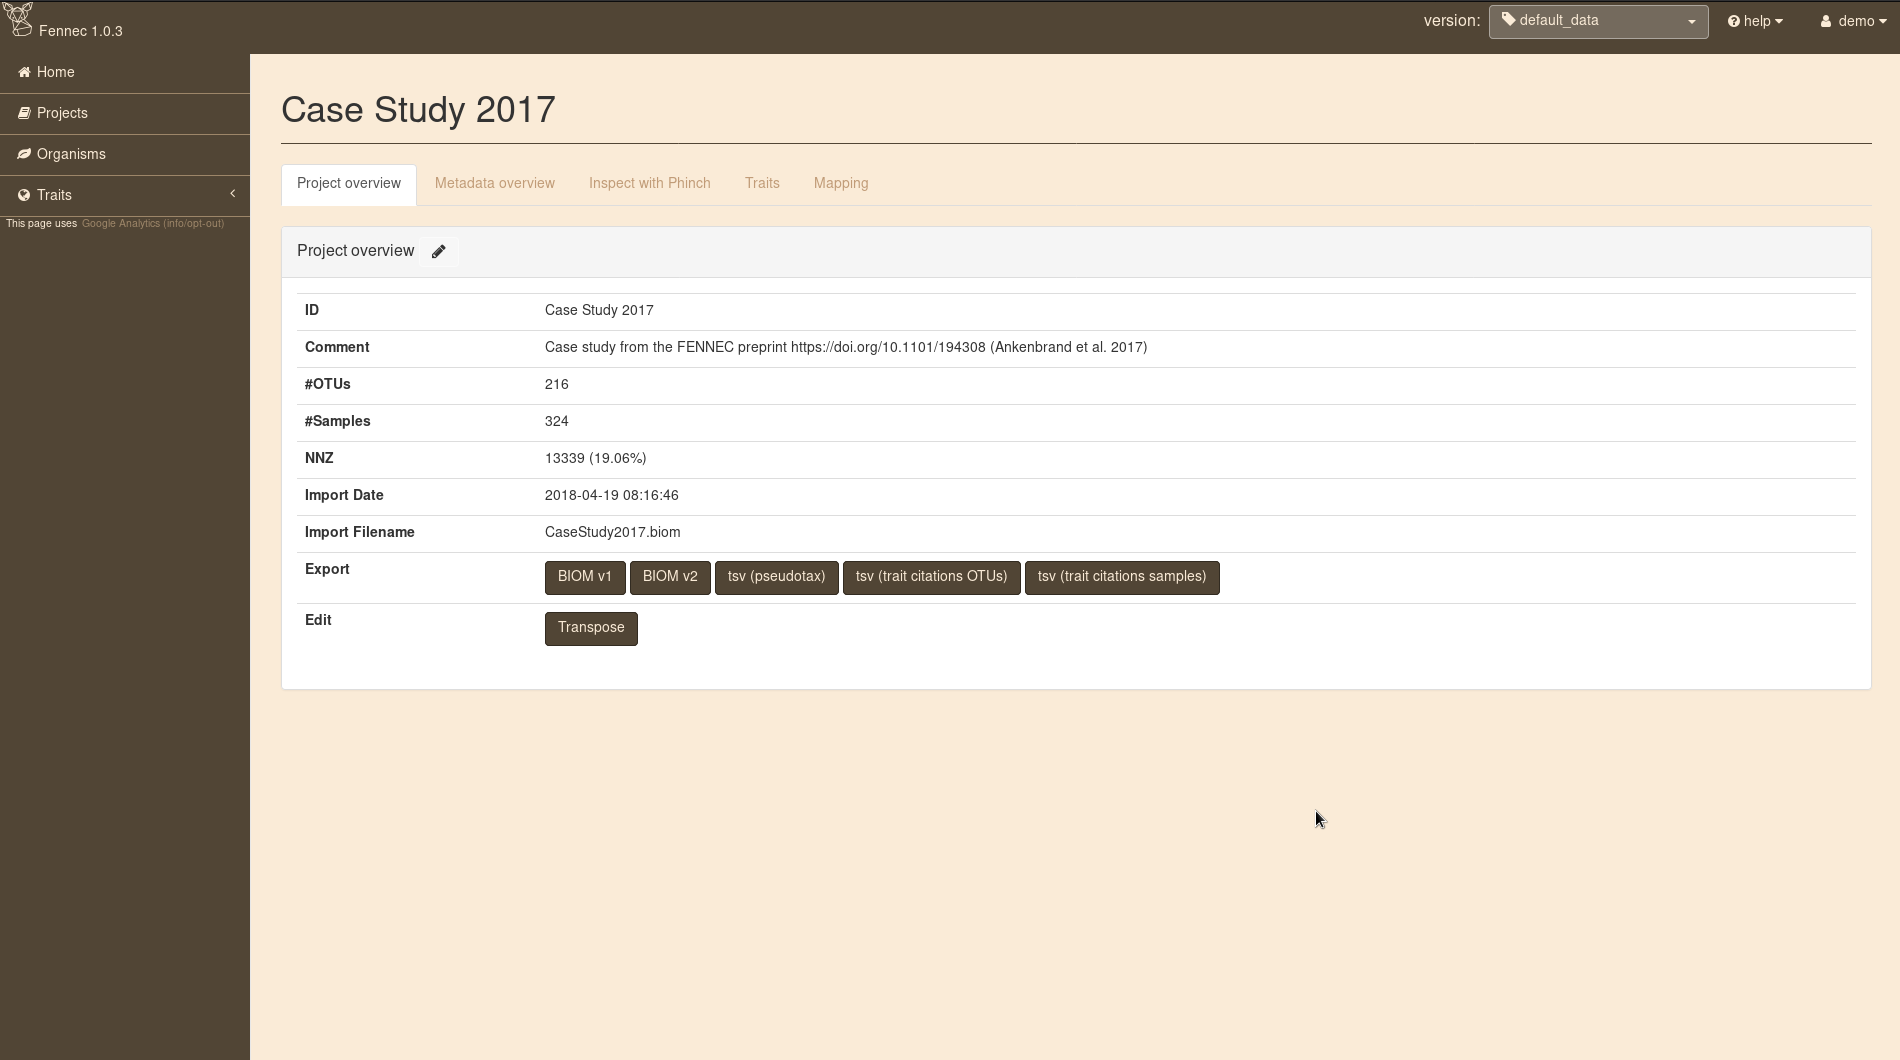 Fennec 1.0.3
version: default_data help demo
Home
Projects
Organisms
Traits
This page uses Google Analytics (info/opt-out)
Case Study 2017
Project overview Metadata overview Inspect with Phinch Traits Mapping
Project overview
ID Case Study 2017
Comment Case study from the FENNEC preprint https://doi.org/10.1101/194308 (Ankenbrand et al. 2017)
#OTUs 216
#Samples 324
NNZ 13339 (19.06%)
Import Date 2018-04-19 08:16:46
Import Filename CaseStudy2017.biom
Export BIOM v1 BIOM v2 tsv (pseudotax) tsv (trait citations OTUs) tsv (trait citations samples)
Edit Transpose